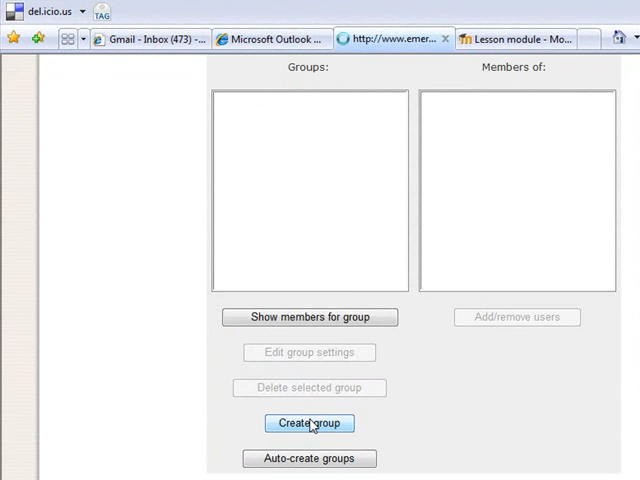 del.icio.us
TAG
Gmail - Inbox (473) -...
Microsoft Outlook ...
http://www.emer...
Lesson module - Mo...
Groups:
Members of:
Show members for group
Add/remove users
Edit group settings
Delete selected group
Create group
Auto-create groups